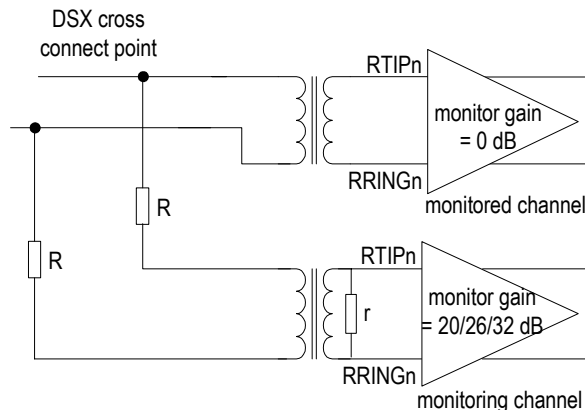 DSX cross
connect point
RTIPn
monitor gain
= 0 dB
RRINGn
monitored channel
R
R
RTIPn
monitor gain
= 20/26/32 dB
r
RRINGn
monitoring channel